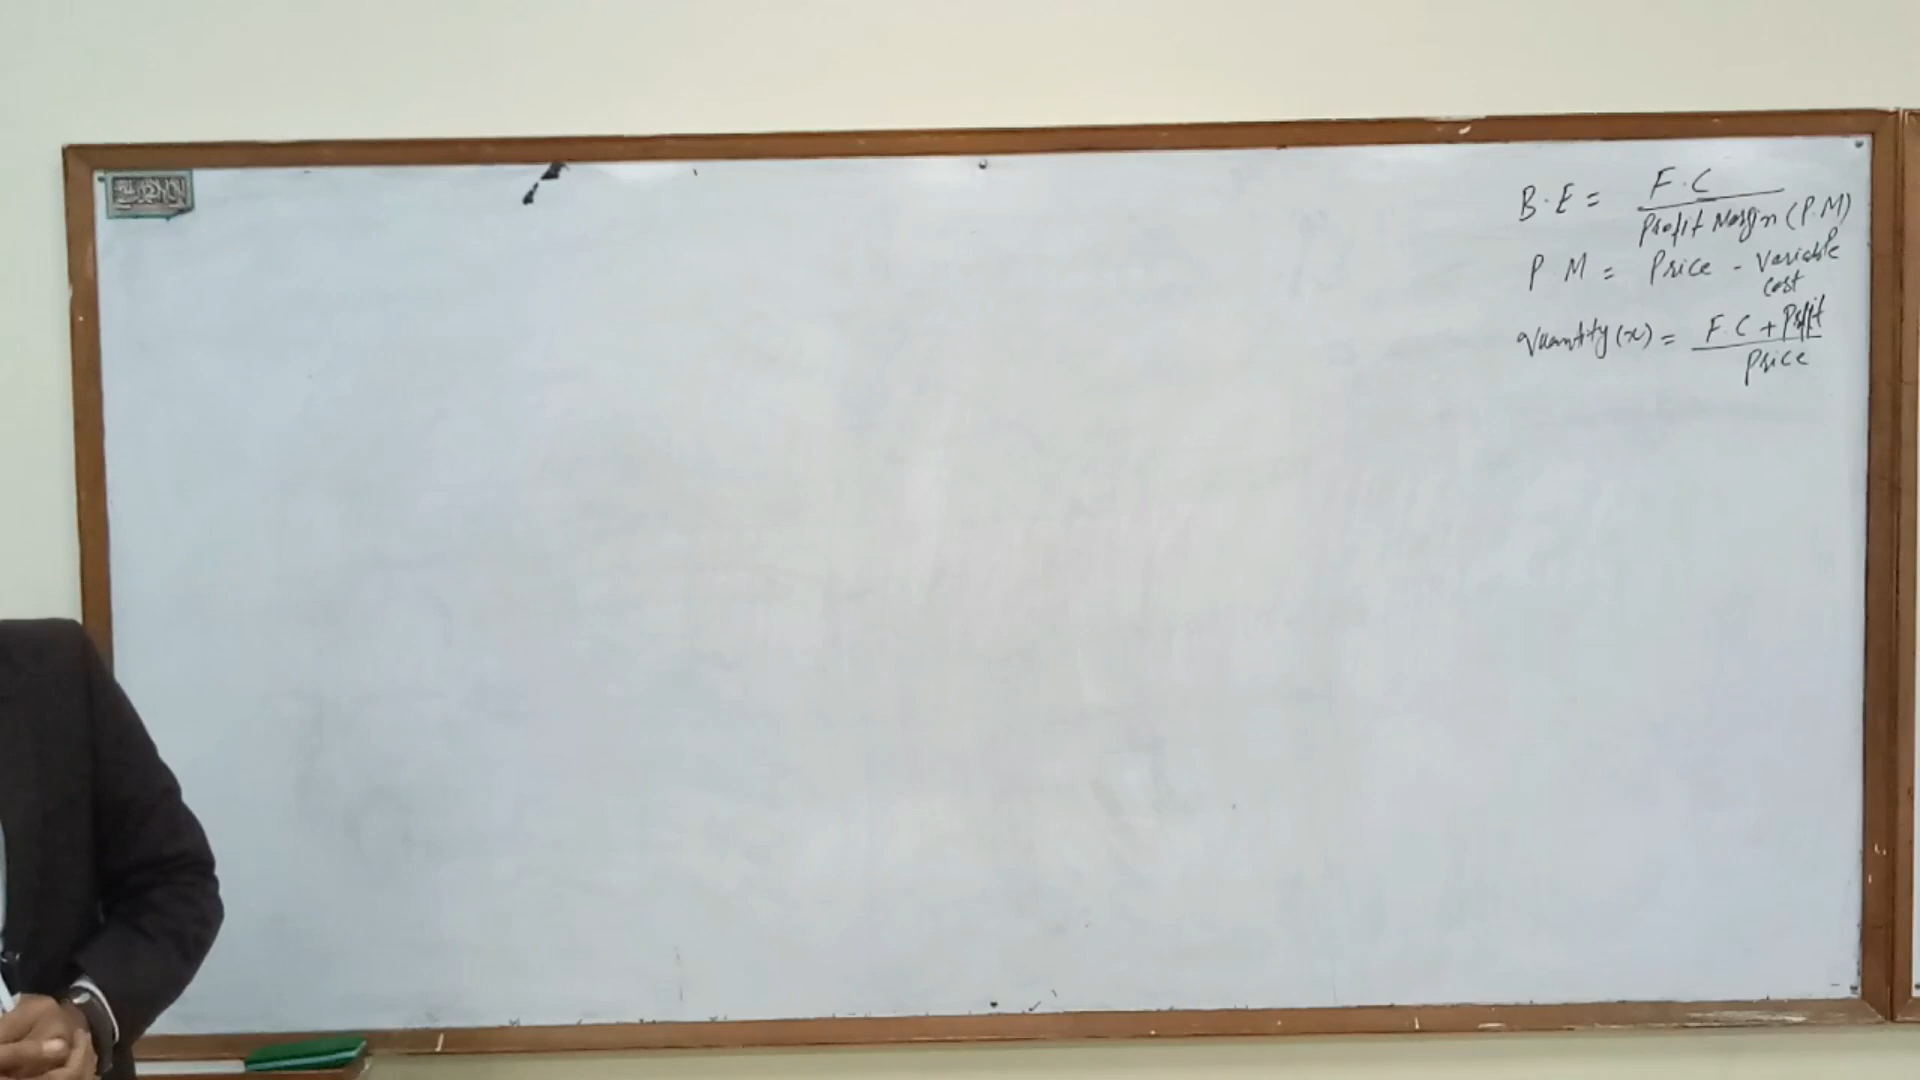 B.E = F.C / Profit Margin (P.M)
P M = Price - Variable cost
Quantity (x) = F.C + Profit / Price